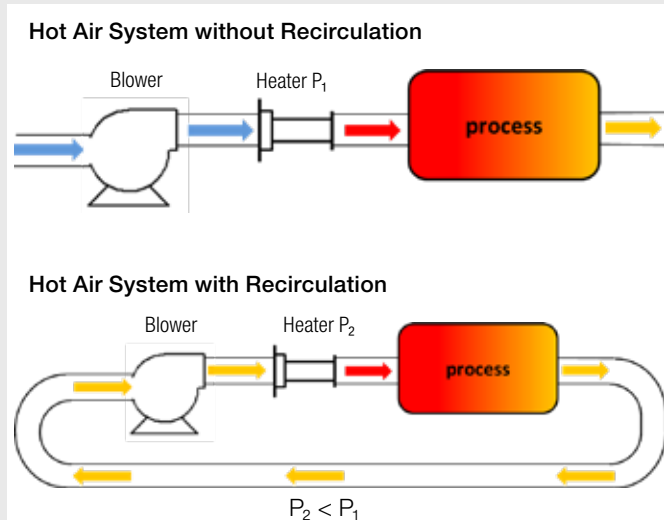 Hot Air System without Recirculation
Blower
Heater P₁
process
Hot Air System with Recirculation
Blower
Heater P₂
process
P₂ < P₁